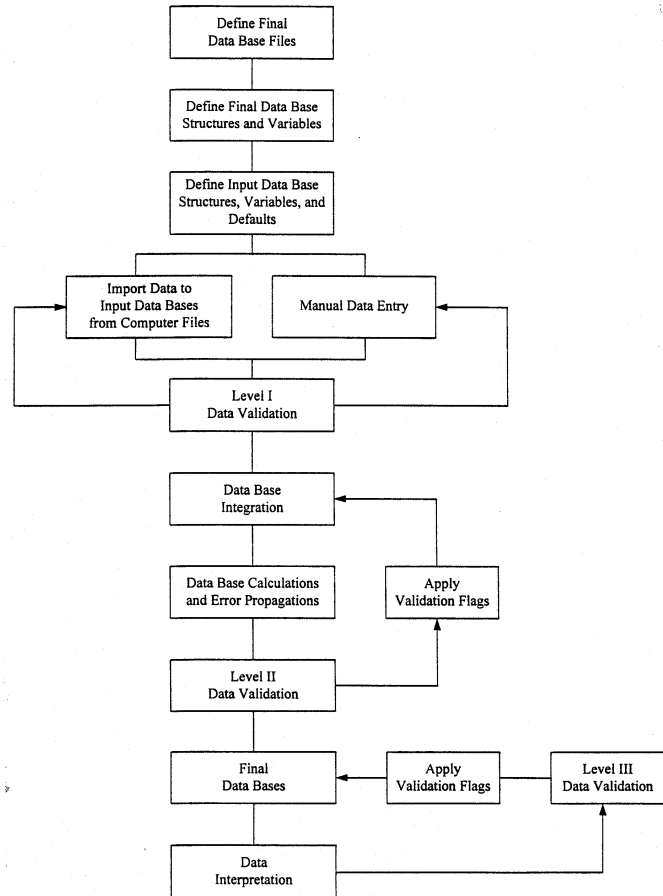 Define Final
Data Base Files
Define Final Data Base
Structures and Variables
Define Input Data Base
Structures, Variables, and
Defaults
Import Data to
Input Data Bases
from Computer Files
Manual Data Entry
Level I
Data Validation
Data Base
Integration
Data Base Calculations
and Error Propagations
Apply
Validation Flags
Level II
Data Validation
Final
Data Bases
Apply
Validation Flags
Level III
Data Validation
Data
Interpretation